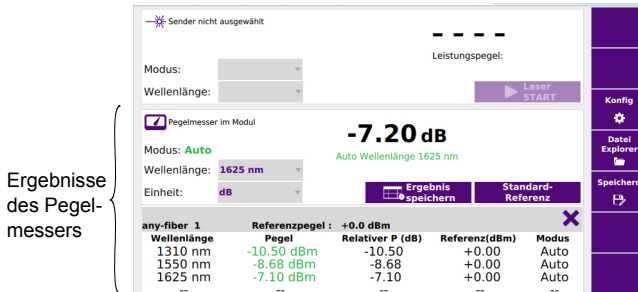 Sender nicht ausgewählt
– – – –
Leistungspegel:
Modus:
Wellenlänge:
Laser
START
Konfig
Pegelmesser im Modul
-7.20 dB
Modus: Auto
Auto Wellenlänge 1625 nm
Datei
Explorer
Wellenlänge: 1625 nm
Einheit: dB
Ergebnis
speichern
Standard-
Referenz
Speichern
Ergebnisse
des Pegel-
messers
any-fiber 1 Referenzpegel : +0.0 dBm
Wellenlänge Pegel Relativer P (dB) Referenz(dBm) Modus
1310 nm -10.50 dBm -10.50 +0.00 Auto
1550 nm -8.68 dBm -8.68 +0.00 Auto
1625 nm -7.10 dBm -7.10 +0.00 Auto
-- -- -- -- --